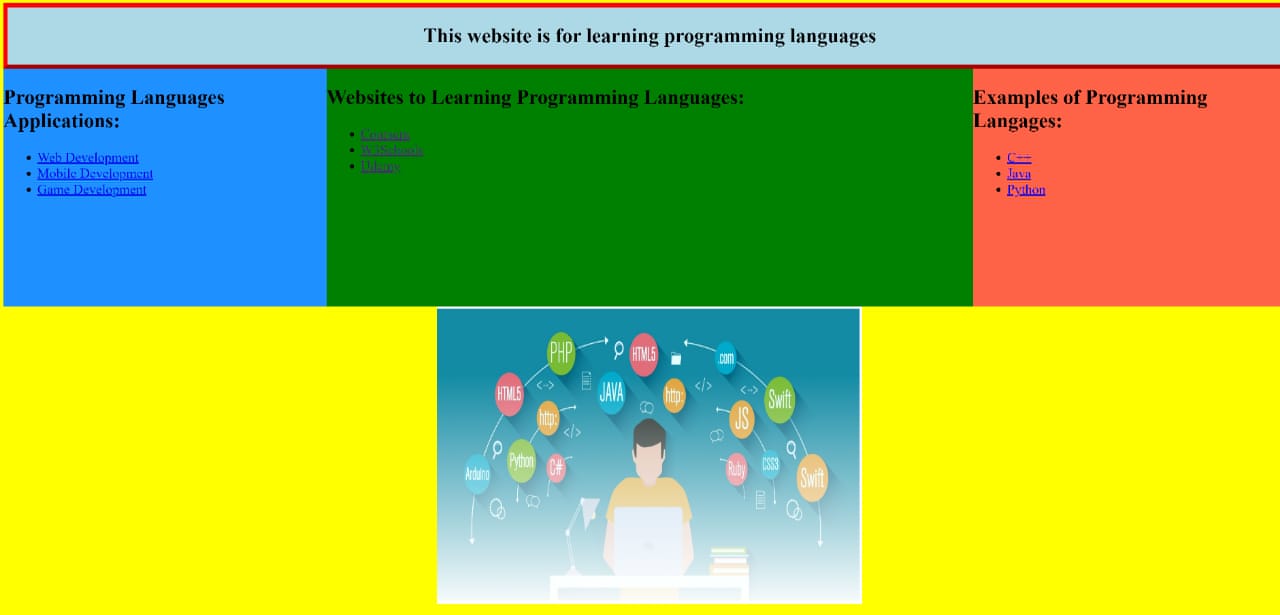 This website is for learning programming languages
Programming Languages
Applications:
Web Development
Mobile Development
Game Development
Websites to Learning Programming Languages:
Coursera
W3Schools
Udemy
Examples of Programming
Langages:
C++
Java
Python
PHP
HTML5
.com
HTML5
JAVA
http:
Swift
http:
JS
Arduino
Python
C#
Ruby
CSS3
Swift